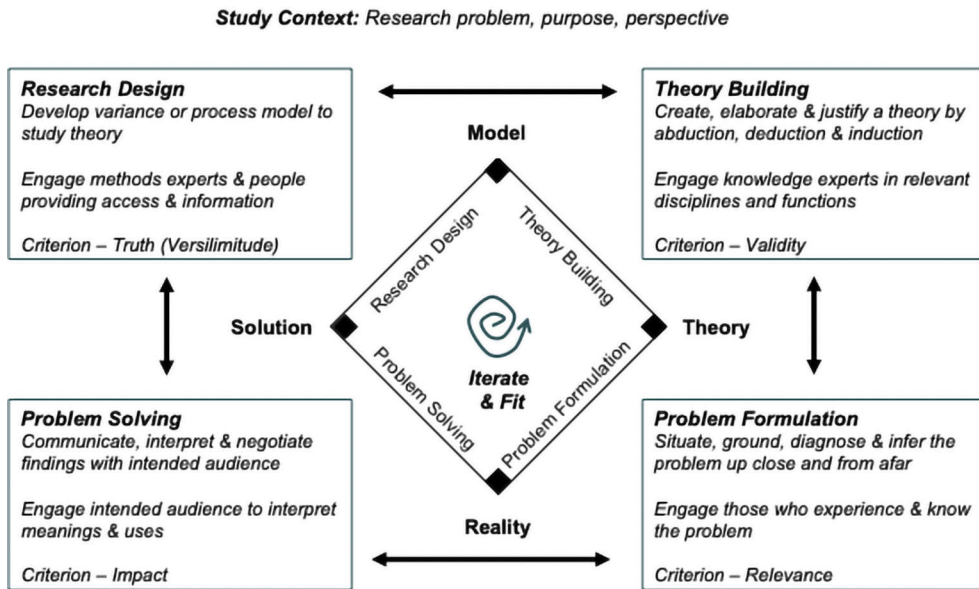 Study Context: Research problem, purpose, perspective
Research Design
Develop variance or process model to
study theory
Engage methods experts & people
providing access & information
Criterion – Truth (Versilimitude)
Theory Building
Create, elaborate & justify a theory by
abduction, deduction & induction
Engage knowledge experts in relevant
disciplines and functions
Criterion – Validity
Model
Research Design
Theory Building
Solution
Theory
Iterate
& Fit
Problem Solving
Problem Formulation
Reality
Problem Solving
Communicate, interpret & negotiate
findings with intended audience
Engage intended audience to interpret
meanings & uses
Criterion – Impact
Problem Formulation
Situate, ground, diagnose & infer the
problem up close and from afar
Engage those who experience & know
the problem
Criterion – Relevance